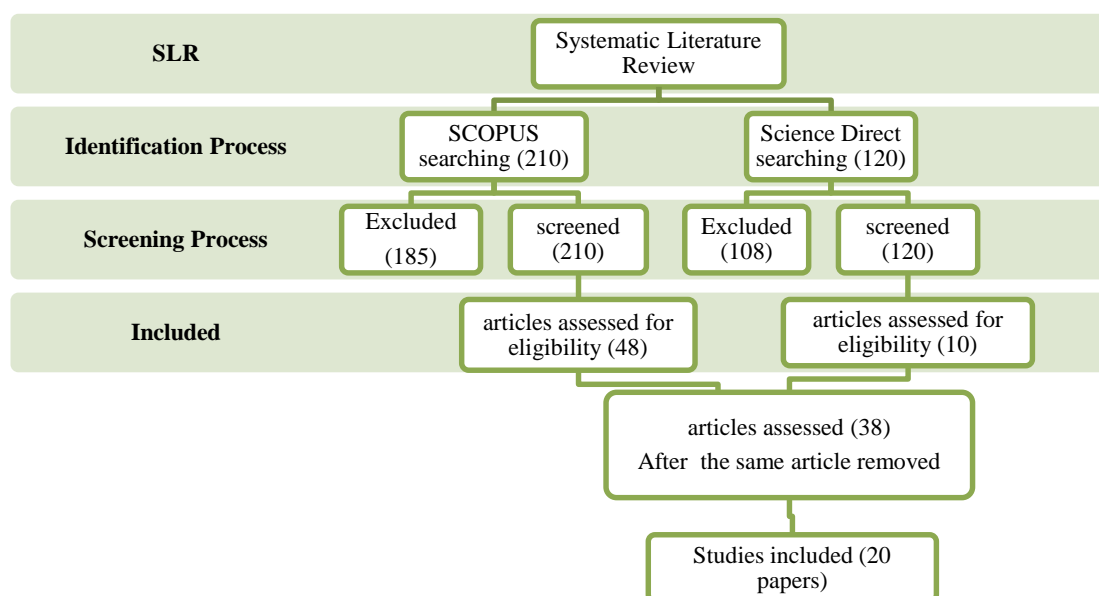 SLR
Systematic Literature
Review
Identification Process
SCOPUS
searching (210)
Science Direct
searching (120)
Screening Process
Excluded
(185)
screened
(210)
Excluded
(108)
screened
(120)
Included
articles assessed for
eligibility (48)
articles assessed for
eligibility (10)
articles assessed (38)
After the same article removed
Studies included (20
papers)